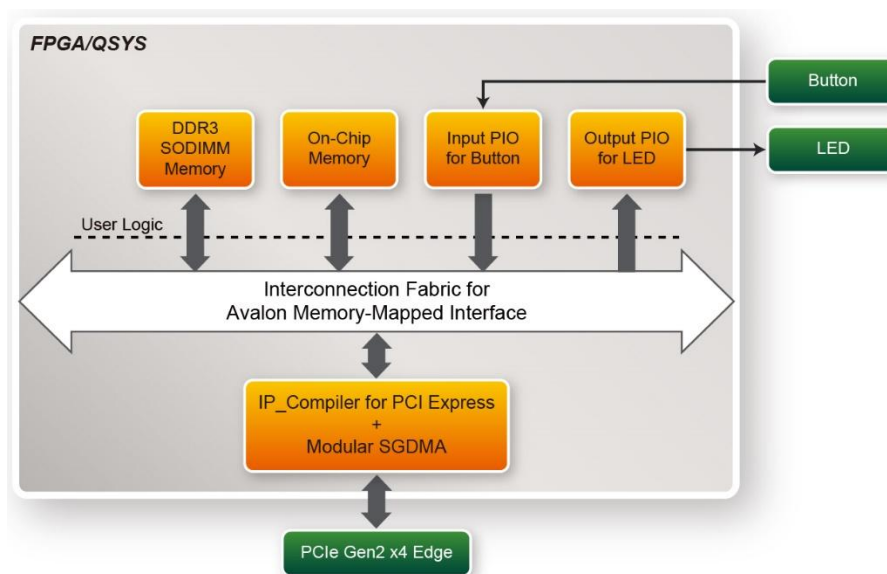 FPGA/QSYS
Button
LED
DDR3
SODIMM
Memory
On-Chip
Memory
Input PIO
for Button
Output PIO
for LED
User Logic
Interconnection Fabric for
Avalon Memory-Mapped Interface
IP_Compiler for PCI Express
+
Modular SGDMA
PCIe Gen2 x4 Edge